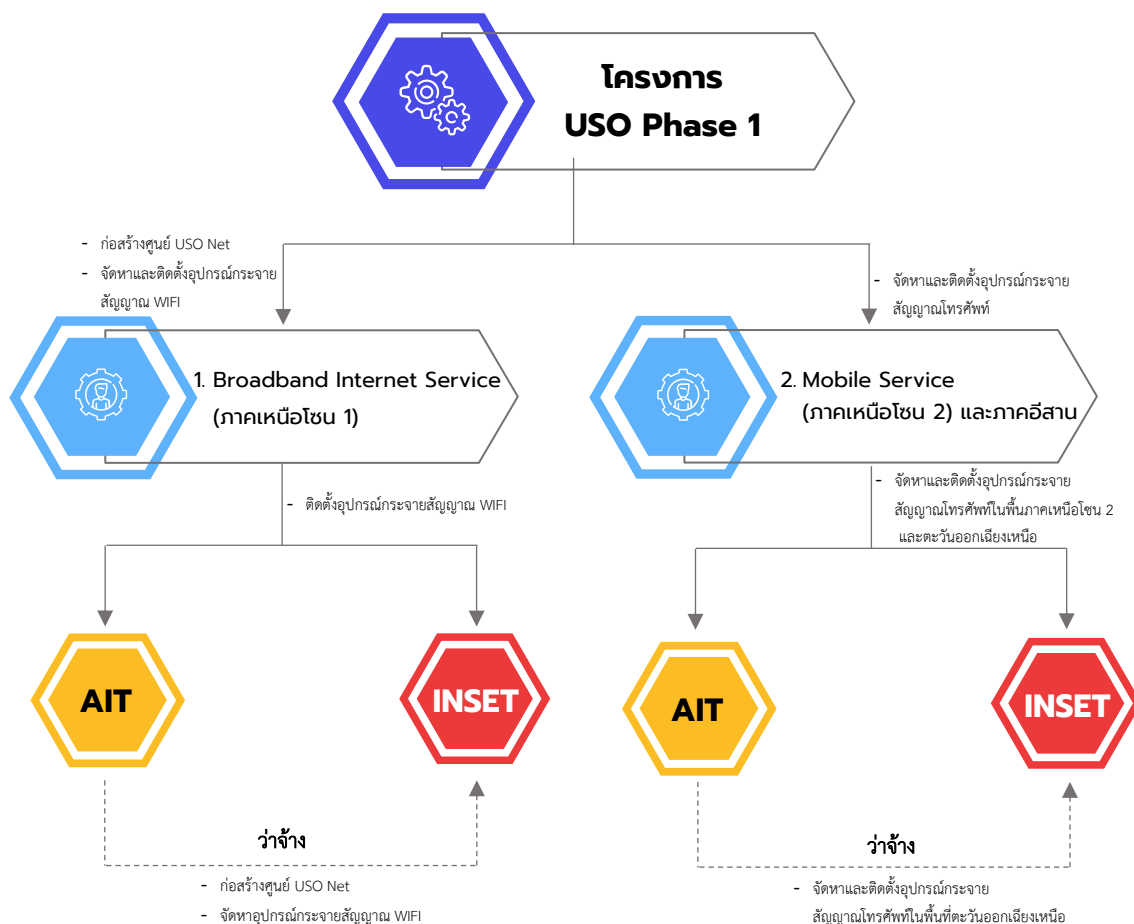 โครงการ
USO Phase 1
- ก่อสร้างศูนย์ USO Net
- จัดหาและติดตั้งอุปกรณ์กระจาย
สัญญาณ WIFI
- จัดหาและติดตั้งอุปกรณ์กระจาย
สัญญาณโทรศัพท์
1. Broadband Internet Service
(ภาคเหนือโซน 1)
2. Mobile Service
(ภาคเหนือโซน 2) และภาคอีสาน
- ติดตั้งอุปกรณ์กระจายสัญญาณ WIFI
- จัดหาและติดตั้งอุปกรณ์กระจาย
สัญญาณโทรศัพท์ในพื้นภาคเหนือโซน 2
และตะวันออกเฉียงเหนือ
AIT
INSET
AIT
INSET
ว่าจ้าง
- ก่อสร้างศูนย์ USO Net
- จัดหาอุปกรณ์กระจายสัญญาณ WIFI
ว่าจ้าง
- จัดหาและติดตั้งอุปกรณ์กระจาย
สัญญาณโทรศัพท์ในพื้นที่ตะวันออกเฉียงเหนือ